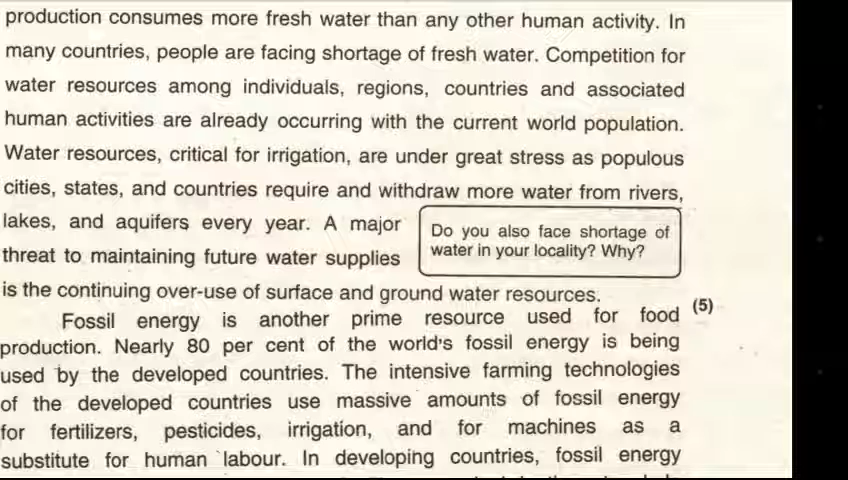 production consumes more fresh water than any other human activity. In
many countries, people are facing shortage of fresh water. Competition for
water resources among individuals, regions, countries and associated
human activities are already occurring with the current world population.
Water resources, critical for irrigation, are under great stress as populous
cities, states, and countries require and withdraw more water from rivers,
lakes, and aquifers every year. A major
threat to maintaining future water supplies
Do you also face shortage of
water in your locality? Why?
is the continuing over-use of surface and ground water resources.
(5)
Fossil energy is another prime resource used for food
production. Nearly 80 per cent of the world's fossil energy is being
used by the developed countries. The intensive farming technologies
of the developed countries use massive amounts of fossil energy
for fertilizers, pesticides, irrigation, and for machines as a
substitute for human labour. In developing countries, fossil energy